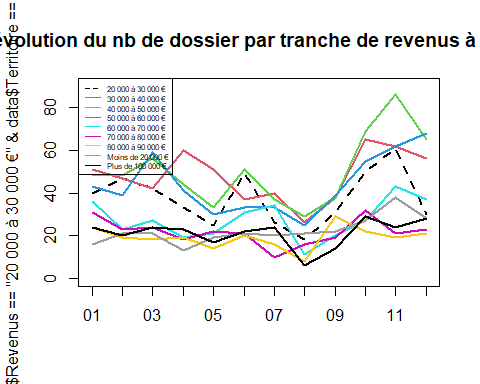 évolution du nb de dossier par tranche de revenus à
$Revenus == "20 000 à 30 000 €" & data$Territoire ==
20 000 à 30 000 €
30 000 à 40 000 €
40 000 à 50 000 €
50 000 à 60 000 €
60 000 à 70 000 €
70 000 à 80 000 €
80 000 à 90 000 €
Moins de 20 000 €
Plus de 100 000 €
80
60
40
20
0
01 03 05 07 09 11